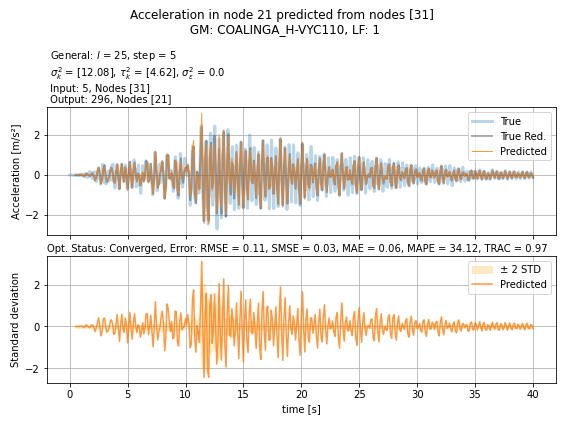 Acceleration in node 21 predicted from nodes [31]
GM: COALINGA_H-VYC110, LF: 1
General: l = 25, step = 5
σ²ₖ = [12.08], τ²ₖ = [4.62], σ²_ε = 0.0
Input: 5, Nodes [31]
Output: 296, Nodes [21]
Acceleration [m/s²]
2
0
−2
True
True Red.
Predicted
Opt. Status: Converged, Error: RMSE = 0.11, SMSE = 0.03, MAE = 0.06, MAPE = 34.12, TRAC = 0.97
Standard deviation
2
0
−2
± 2 STD
Predicted
0 5 10 15 20 25 30 35 40
time [s]